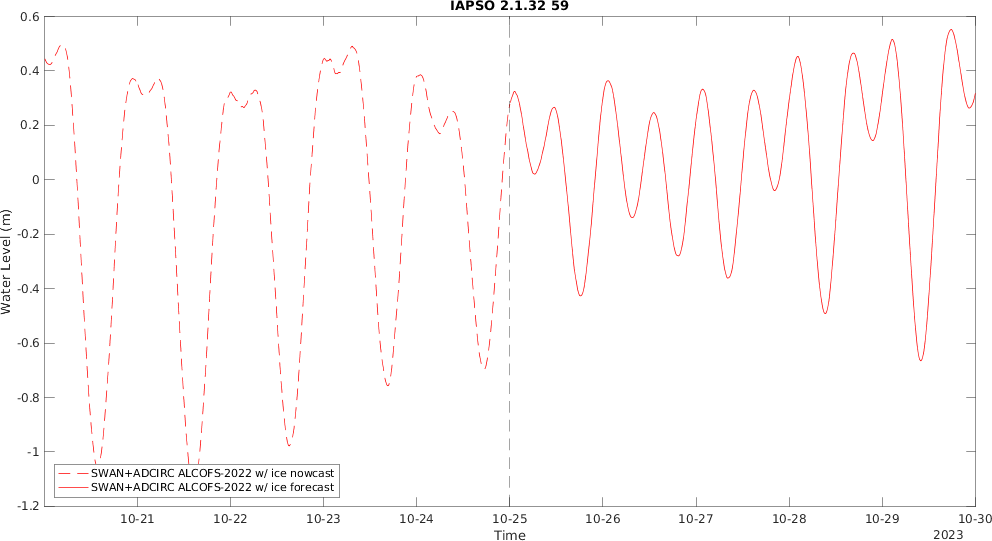 IAPSO 2.1.32 59
0.6
0.4
0.2
0
-0.2
-0.4
-0.6
-0.8
-1
-1.2
Water Level (m)
SWAN+ADCIRC ALCOFS-2022 w/ ice nowcast
SWAN+ADCIRC ALCOFS-2022 w/ ice forecast
10-21 10-22 10-23 10-24 10-25 10-26 10-27 10-28 10-29 10-30
Time
2023